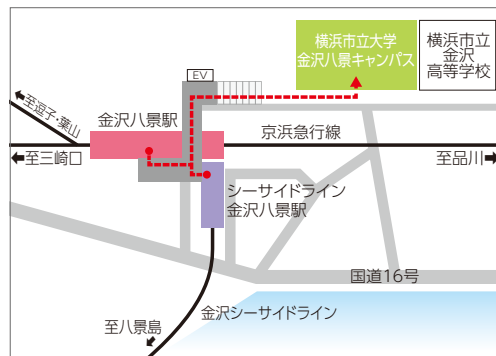 横浜市立大学
金沢八景キャンパス
横浜市立
金沢
高等学校
EV
至逗子・葉山
金沢八景駅
京浜急行線
至三崎口
至品川
シーサイドライン
金沢八景駅
国道16号
金沢シーサイドライン
至八景島